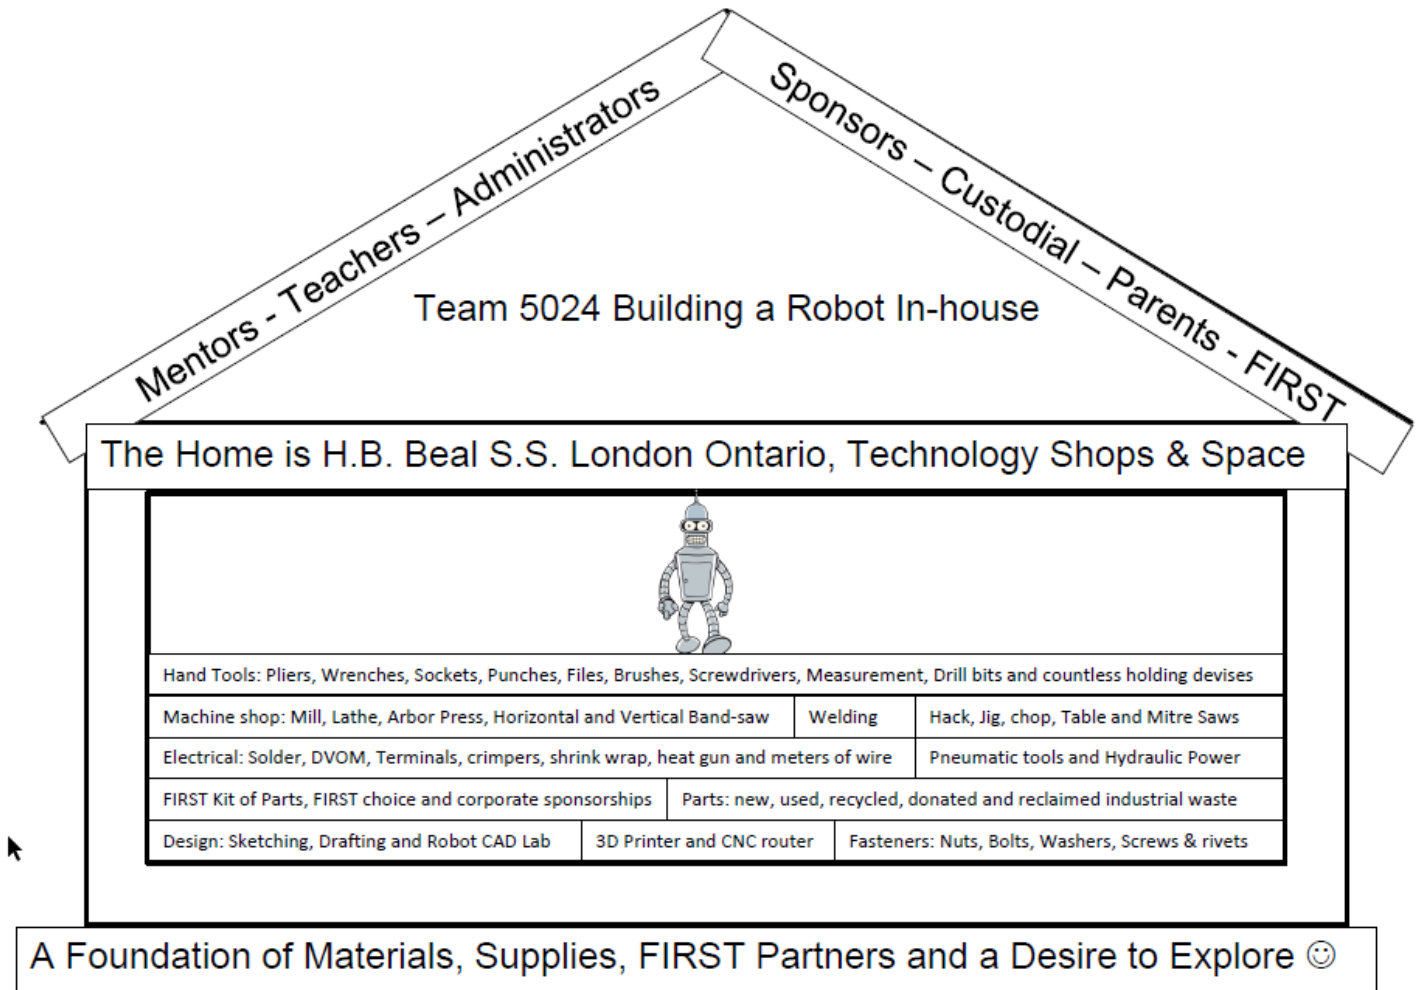 Mentors - Teachers – Administrators
Sponsors – Custodial – Parents - FIRST
Team 5024 Building a Robot In-house
The Home is H.B. Beal S.S. London Ontario, Technology Shops & Space
Hand Tools: Pliers, Wrenches, Sockets, Punches, Files, Brushes, Screwdrivers, Measurement, Drill bits and countless holding devises
Machine shop: Mill, Lathe, Arbor Press, Horizontal and Vertical Band-saw
Welding
Hack, Jig, chop, Table and Mitre Saws
Electrical: Solder, DVOM, Terminals, crimpers, shrink wrap, heat gun and meters of wire
Pneumatic tools and Hydraulic Power
FIRST Kit of Parts, FIRST choice and corporate sponsorships
Parts: new, used, recycled, donated and reclaimed industrial waste
Design: Sketching, Drafting and Robot CAD Lab
3D Printer and CNC router
Fasteners: Nuts, Bolts, Washers, Screws & rivets
A Foundation of Materials, Supplies, FIRST Partners and a Desire to Explore ☺